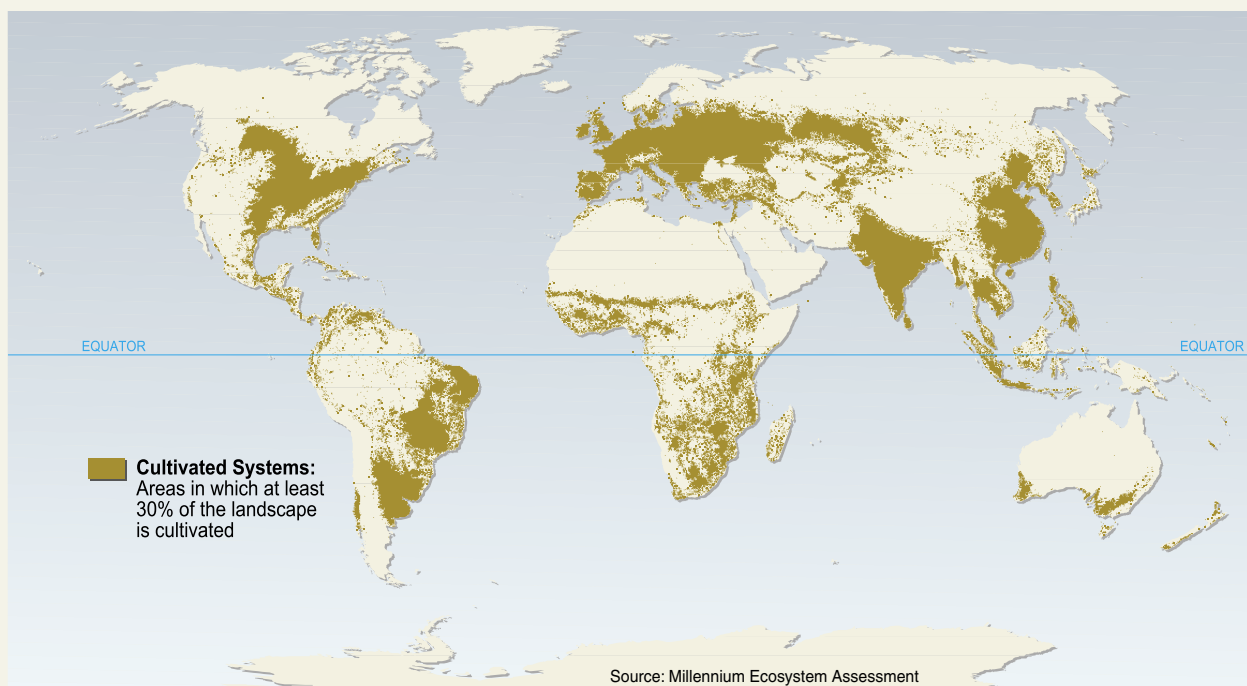 EQUATOR
EQUATOR
Cultivated Systems:
Areas in which at least
30% of the landscape
is cultivated
Source: Millennium Ecosystem Assessment